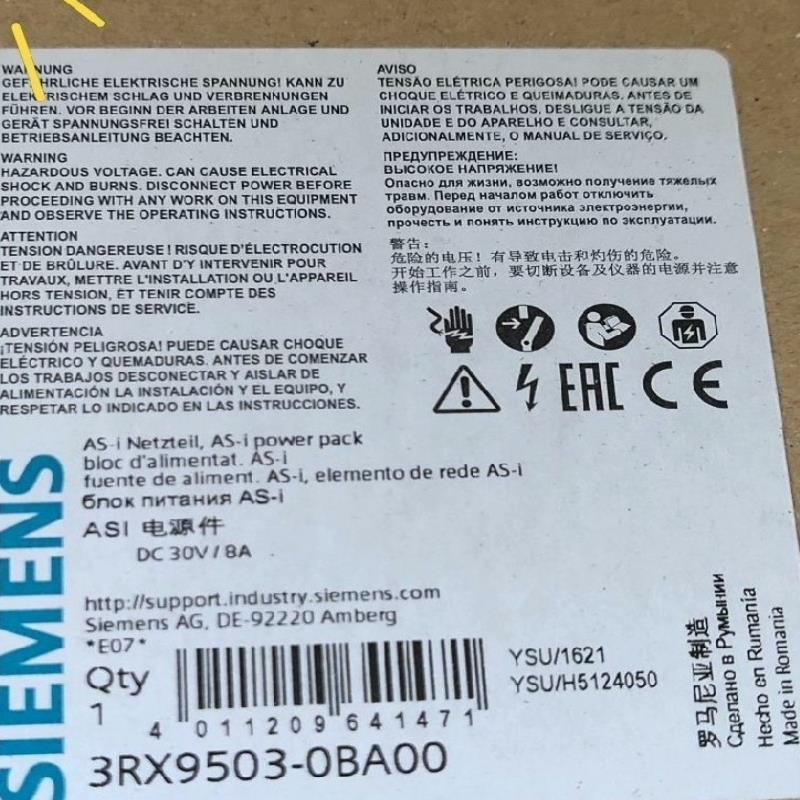 WARNUNG
GEFÄHRLICHE ELEKTRISCHE SPANNUNG! KANN ZU
ELEKTRISCHEM SCHLAG UND VERBRENNUNGEN
FÜHREN. VOR BEGINN DER ARBEITEN ANLAGE UND
GERÄT SPANNUNGSFREI SCHALTEN UND
BETRIEBSANLEITUNG BEACHTEN.
WARNING
HAZARDOUS VOLTAGE. CAN CAUSE ELECTRICAL
SHOCK AND BURNS. DISCONNECT POWER BEFORE
PROCEEDING WITH ANY WORK ON THIS EQUIPMENT
AND OBSERVE THE OPERATING INSTRUCTIONS.
ATTENTION
TENSION DANGEREUSE! RISQUE D'ÉLECTROCUTION
ET DE BRÛLURE. AVANT D'Y INTERVENIR POUR
TRAVAUX, METTRE L'INSTALLATION OU L'APPAREIL
HORS TENSION, ET TENIR COMPTE DES
INSTRUCTIONS DE SERVICE.
ADVERTENCIA
¡TENSIÓN PELIGROSA! PUEDE CAUSAR CHOQUE
ELÉCTRICO Y QUEMADURAS. ANTES DE COMENZAR
LOS TRABAJOS DESCONECTAR Y AISLAR DE
ALIMENTACIÓN LA INSTALACIÓN Y EL EQUIPO, Y
RESPETAR LO INDICADO EN LAS INSTRUCCIONES.
AVISO
TENSÃO ELÉTRICA PERIGOSA! PODE CAUSAR UM
CHOQUE ELÉTRICO E QUEIMADURAS. ANTES DE
INICIAR OS TRABALHOS, DESLIGUE A TENSÃO DA
UNIDADE E DO APARELHO E CONSULTAR,
ADICIONALMENTE, O MANUAL DE SERVIÇO.
ПРЕДУПРЕЖДЕНИЕ:
ВЫСОКОЕ НАПРЯЖЕНИЕ!
Опасно для жизни, возможно получение тяжелых
травм. Перед началом работ отключить
оборудование от источника электроэнергии,
прочесть и понять инструкцию по эксплуатации.
警告:
危险的电压! 有导致电击和灼伤的危险。
开始工作之前, 要切断设备及仪器的电源并注意
操作指南。
EAC CE
SIEMENS
AS-i Netzteil, AS-i power pack
bloc d'alimentat. AS-i
fuente de aliment. AS-i, elemento de rede AS-i
блок питания AS-i
ASI 电源件
DC 30V / 8A
http://support.industry.siemens.com
Siemens AG, DE-92220 Amberg
*E07*
Qty
1
4 011209 641471
YSU/1621
YSU/H5124050
3RX9503-0BA00
罗马尼亚制造
Сделано в Румынии
Hecho en Rumania
Made in Romania